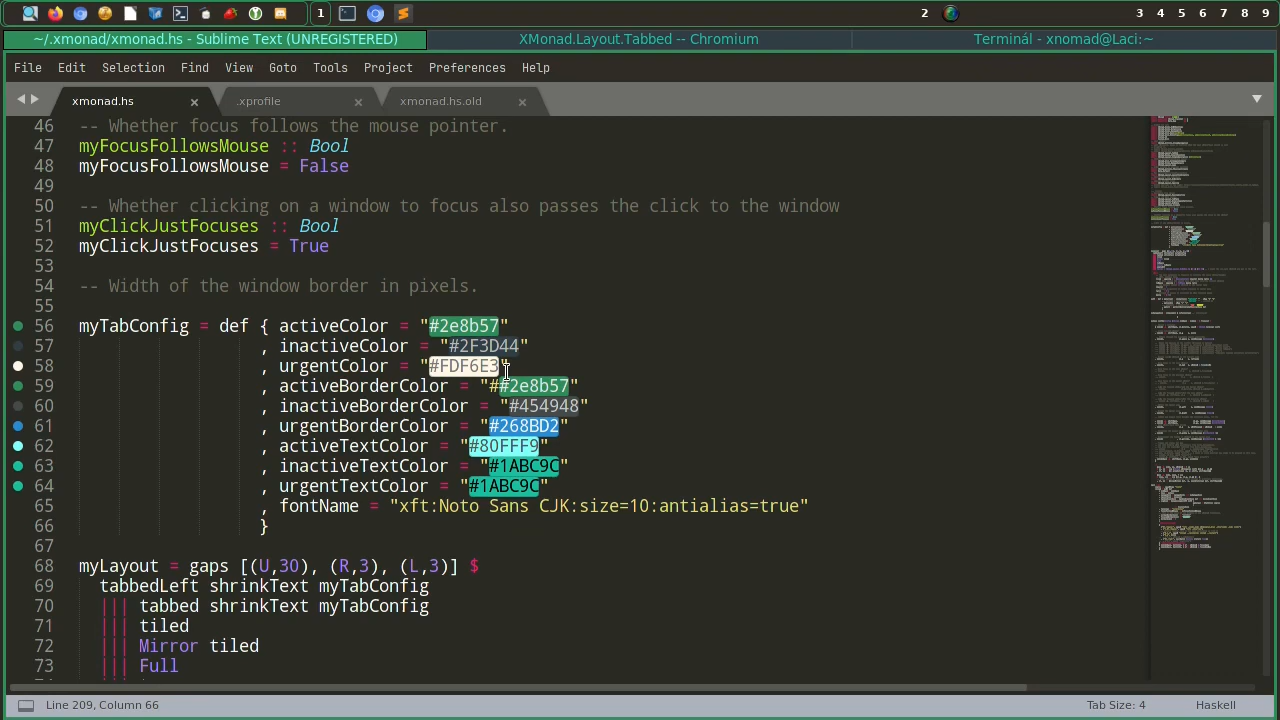 1 2 3 4 5 6 7 8 9
~/.xmonad/xmonad.hs - Sublime Text (UNREGISTERED) XMonad.Layout.Tabbed -- Chromium Terminál - xnomad@Laci:~
File Edit Selection Find View Goto Tools Project Preferences Help
xmonad.hs × .xprofile × xmonad.hs.old ×
46 -- Whether focus follows the mouse pointer.
47 myFocusFollowsMouse :: Bool
48 myFocusFollowsMouse = False
49
50 -- Whether clicking on a window to focus also passes the click to the window
51 myClickJustFocuses :: Bool
52 myClickJustFocuses = True
53
54 -- Width of the window border in pixels.
55
56 myTabConfig = def { activeColor = "#2e8b57"
57 , inactiveColor = "#2F3D44"
58 , urgentColor = "#FDF6E3"
59 , activeBorderColor = "##2e8b57"
60 , inactiveBorderColor = "#454948"
61 , urgentBorderColor = "#268BD2"
62 , activeTextColor = "#80FFF9"
63 , inactiveTextColor = "#1ABC9C"
64 , urgentTextColor = "#1ABC9C"
65 , fontName = "xft:Noto Sans CJK:size=10:antialias=true"
66 }
67
68 myLayout = gaps [(U,30), (R,3), (L,3)] $
69 tabbedLeft shrinkText myTabConfig
70 ||| tabbed shrinkText myTabConfig
71 ||| tiled
72 ||| Mirror tiled
73 ||| Full
Line 209, Column 66 Tab Size: 4 Haskell